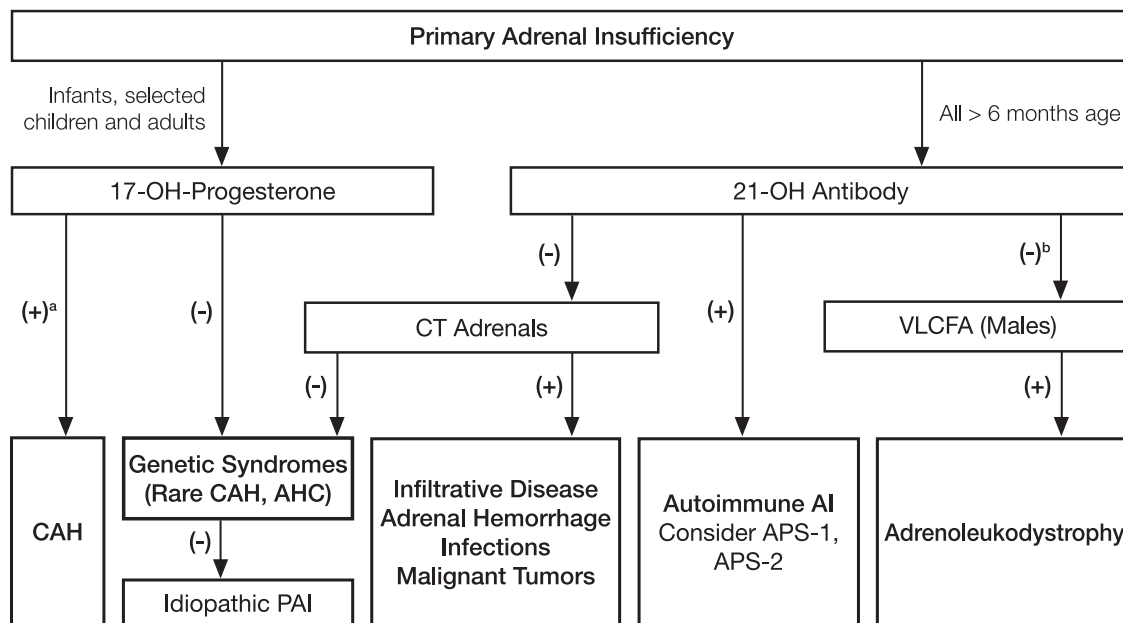 Primary Adrenal Insufficiency
Infants, selected
children and adults
All > 6 months age
17-OH-Progesterone
21-OH Antibody
(-)
(-)ᵇ
(+)ᵃ
(-)
(+)
CT Adrenals
VLCFA (Males)
(-)
(+)
(+)
CAH
Genetic Syndromes
(Rare CAH, AHC)
(-)
Idiopathic PAI
Infiltrative Disease
Adrenal Hemorrhage
Infections
Malignant Tumors
Autoimmune AI
Consider APS-1,
APS-2
Adrenoleukodystrophy